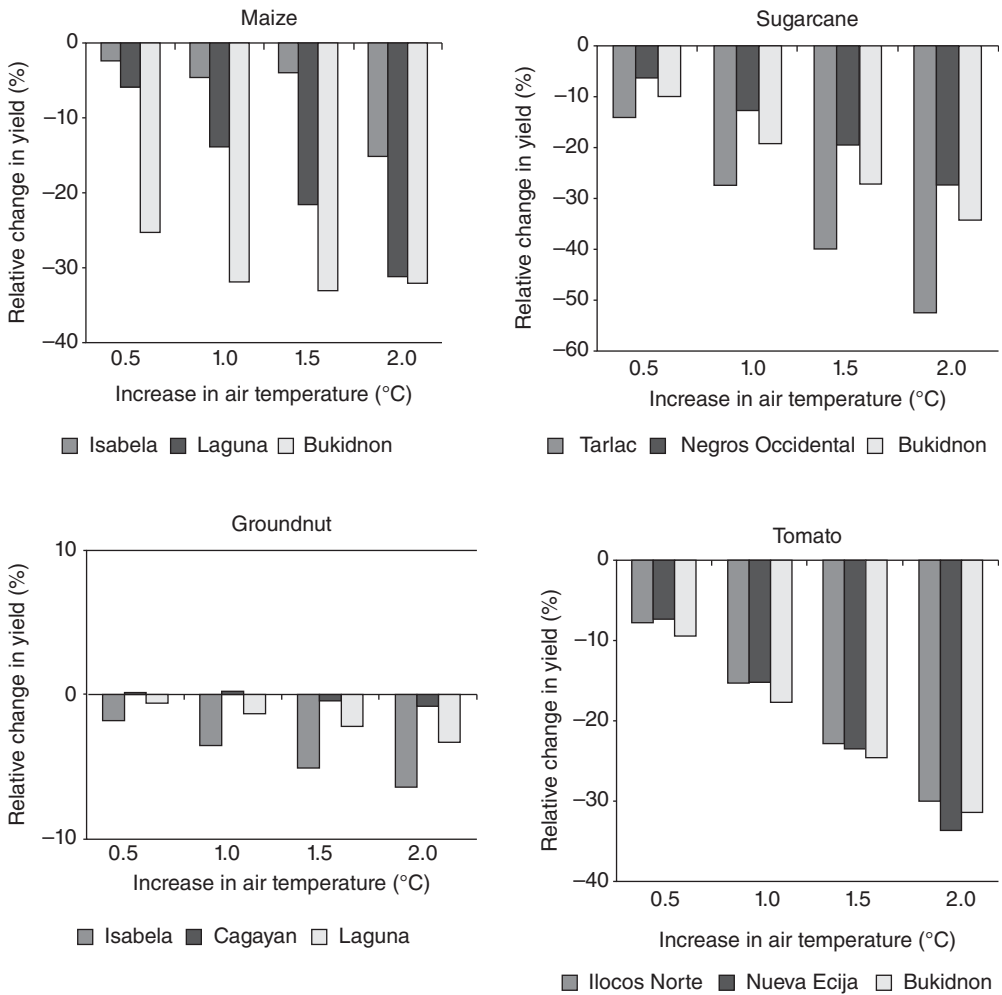 Maize
Relative change in yield (%)
0
–10
–20
–30
–40
0.5 1.0 1.5 2.0
Increase in air temperature (°C)
Isabela Laguna Bukidnon
Sugarcane
Relative change in yield (%)
0
–10
–20
–30
–40
–50
–60
0.5 1.0 1.5 2.0
Increase in air temperature (°C)
Tarlac Negros Occidental Bukidnon
Groundnut
Relative change in yield (%)
10
0
–10
0.5 1.0 1.5 2.0
Increase in air temperature (°C)
Isabela Cagayan Laguna
Tomato
Relative change in yield (%)
0
–10
–20
–30
–40
0.5 1.0 1.5 2.0
Increase in air temperature (°C)
Ilocos Norte Nueva Ecija Bukidnon